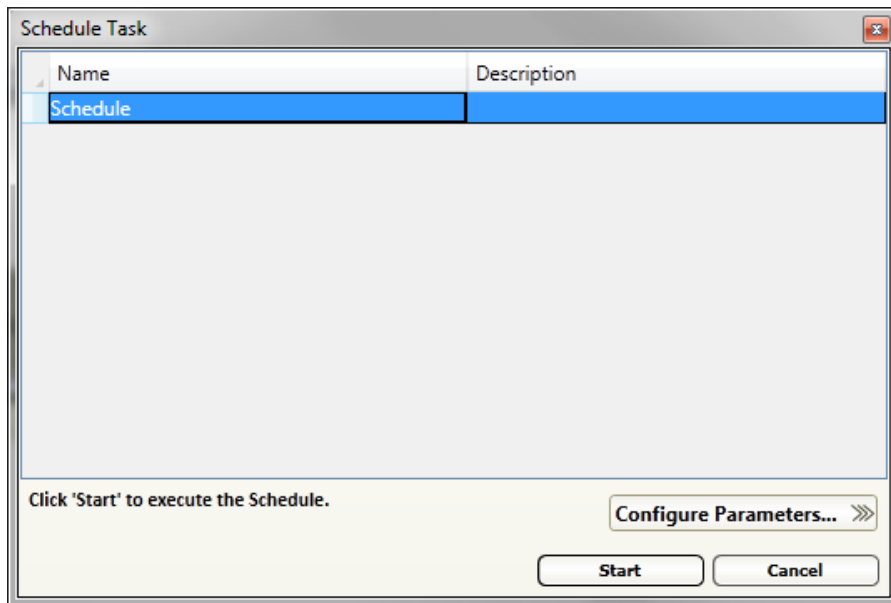 Schedule Task
Name Description
Schedule
Click 'Start' to execute the Schedule.
Configure Parameters...
Start Cancel